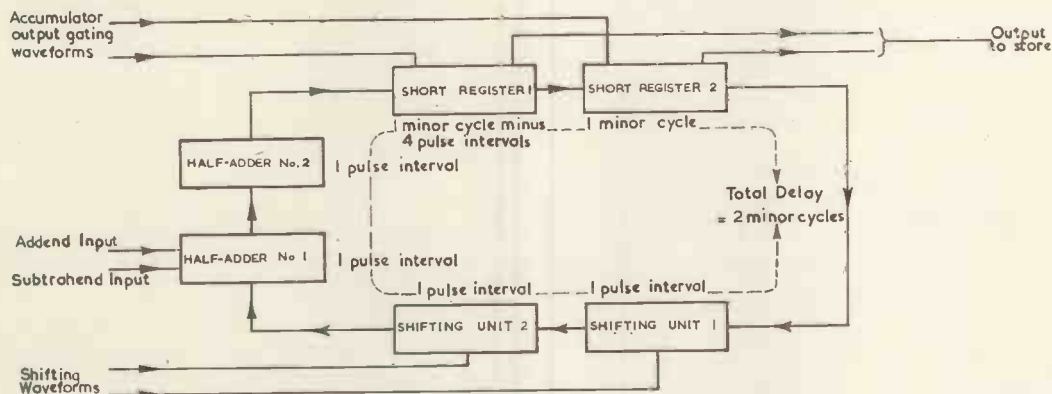 Accumulator
output gating
waveforms
Output
to store
SHORT REGISTER 1
SHORT REGISTER 2
1 minor cycle minus
4 pulse intervals
1 minor cycle
HALF-ADDER No. 2
1 pulse interval
Total Delay
= 2 minor cycles
Addend Input
Subtrahend Input
HALF-ADDER No 1
1 pulse interval
1 pulse interval
1 pulse interval
SHIFTING UNIT 2
SHIFTING UNIT 1
Shifting
Waveforms